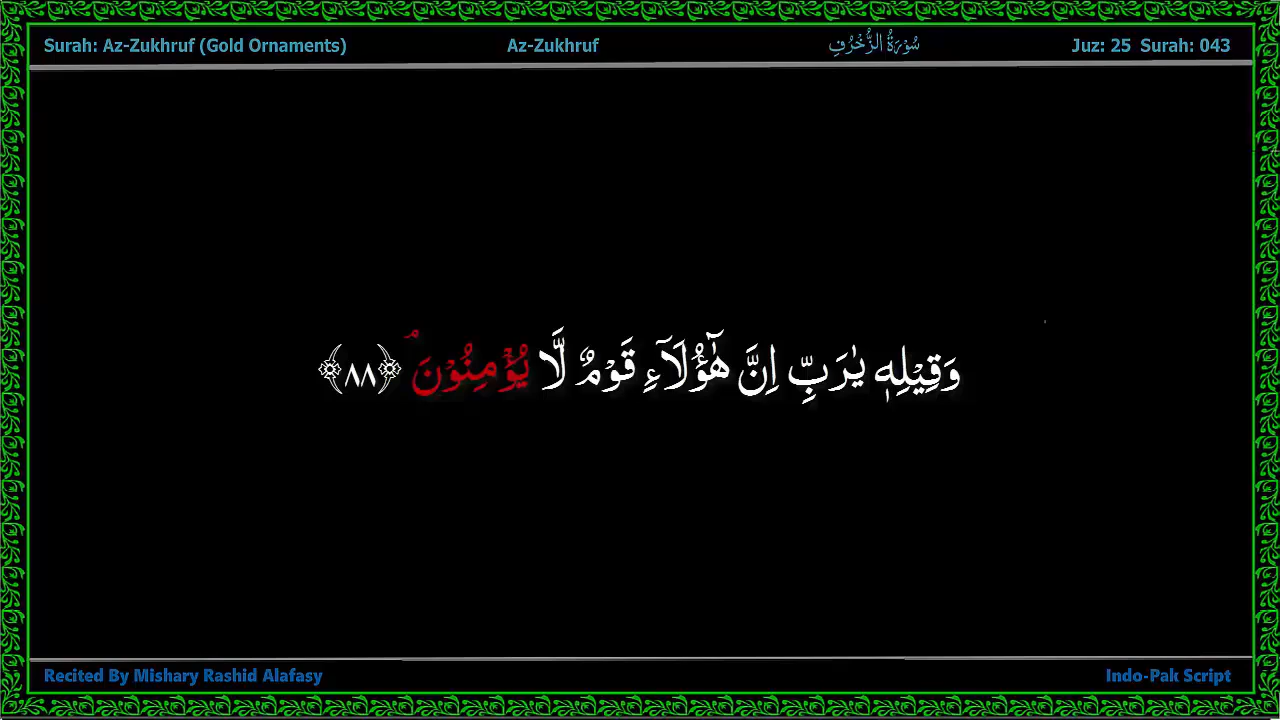 Surah: Az-Zukhruf (Gold Ornaments) Az-Zukhruf سُوْرَةُ الزُّخْرُفِ Juz: 25 Surah: 043
وَقِيْلِهٖ يٰرَبِّ اِنَّ هٰٓؤُلَآءِ قَوْمٌ لَّا يُؤْمِنُوْنَ ۘ ﴿٨٨﴾
Recited By Mishary Rashid Alafasy Indo-Pak Script